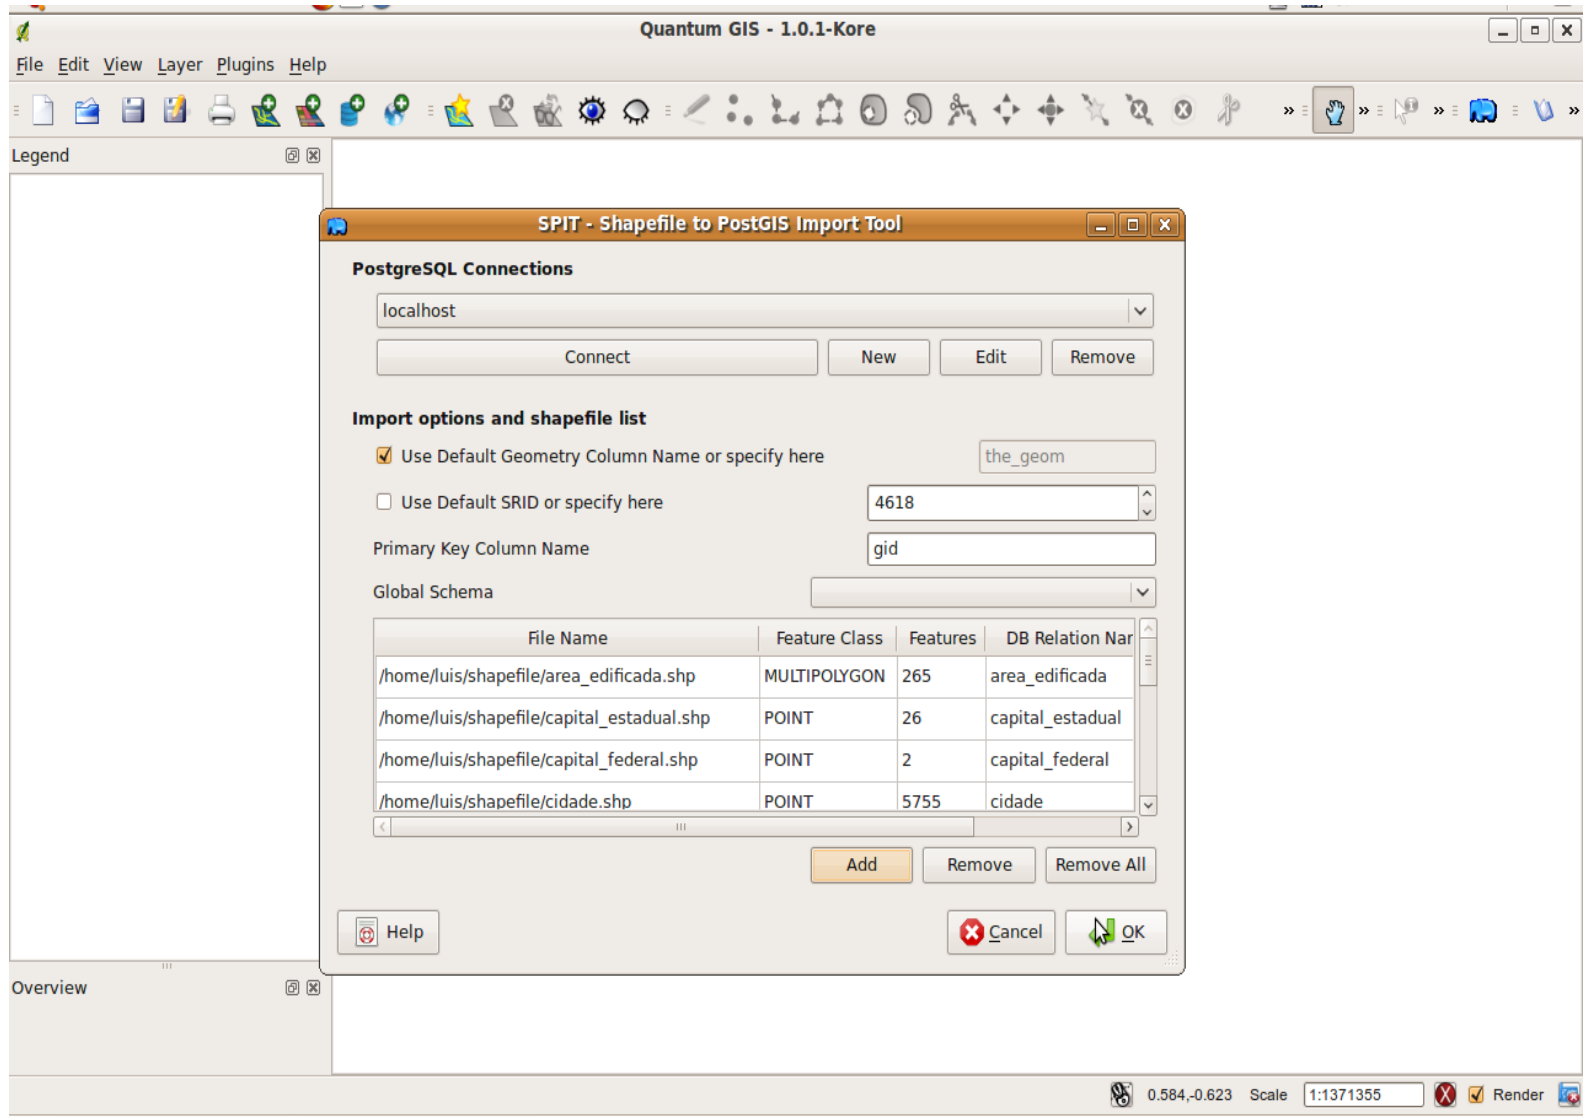 Quantum GIS - 1.0.1-Kore
File Edit View Layer Plugins Help
Legend
SPIT - Shapefile to PostGIS Import Tool
PostgreSQL Connections
localhost
Connect New Edit Remove
Import options and shapefile list
Use Default Geometry Column Name or specify here the_geom
Use Default SRID or specify here 4618
Primary Key Column Name gid
Global Schema
File Name Feature Class Features DB Relation Nar
/home/luis/shapefile/area_edificada.shp MULTIPOLYGON 265 area_edificada
/home/luis/shapefile/capital_estadual.shp POINT 26 capital_estadual
/home/luis/shapefile/capital_federal.shp POINT 2 capital_federal
/home/luis/shapefile/cidade.shp POINT 5755 cidade
Add Remove Remove All
Help Cancel OK
Overview
0.584,-0.623 Scale 1:1371355 Render